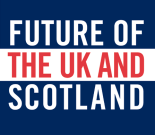 FUTURE OF
THE UK AND
SCOTLAND